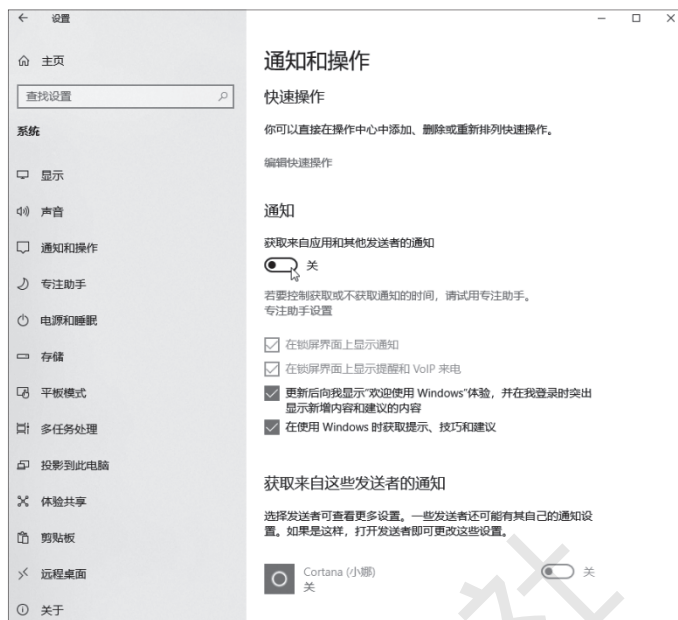 设置
主页
查找设置
系统
显示
声音
通知和操作
专注助手
电源和睡眠
存储
平板模式
多任务处理
投影到此电脑
体验共享
剪贴板
远程桌面
关于
通知和操作
快速操作
你可以直接在操作中心中添加、删除或重新排列快速操作。
编辑快速操作
通知
获取来自应用和其他发送者的通知
关
若要控制获取或不获取通知的时间，请试用专注助手。
专注助手设置
在锁屏界面上显示通知
在锁屏界面上显示提醒和 VoIP 来电
更新后向我显示“欢迎使用 Windows”体验，并在我登录时突出
显示新增内容和建议的内容
在使用 Windows 时获取提示、技巧和建议
获取来自这些发送者的通知
选择发送者可查看更多设置。一些发送者还可能有其自己的通知设
置。如果是这样，打开发送者即可更改这些设置。
Cortana (小娜)
关
关
社